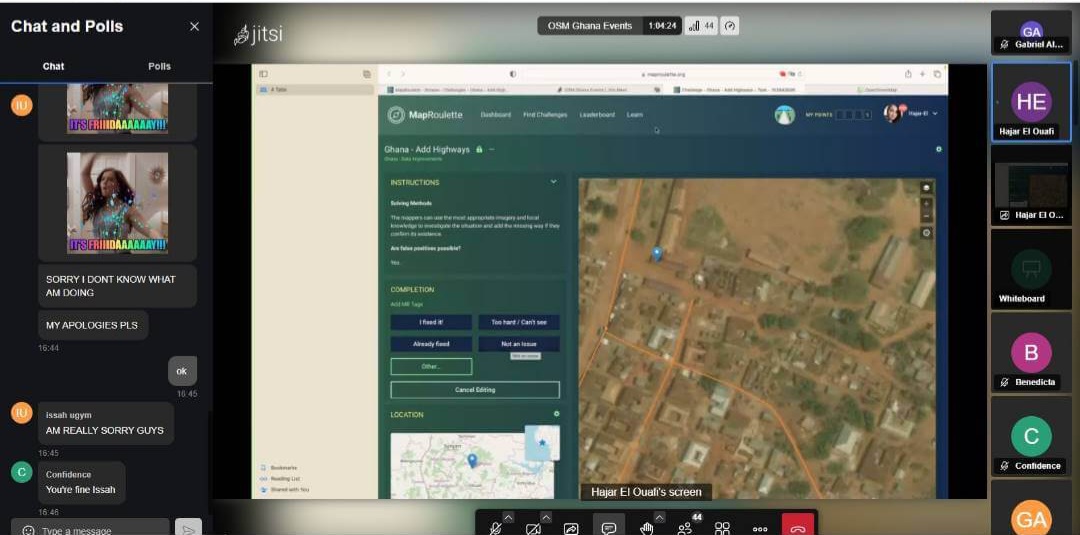 Chat and Polls
Chat
Polls
IU
IT'S FRIIIDAAAAAAY!!!
IT'S FRIIIDAAAAAAY!!!
SORRY I DONT KNOW WHAT
AM DOING
MY APOLOGIES PLS
16:44
ok
16:45
IU
Issah ugym
AM REALLY SORRY GUYS
16:45
C
Confidence
You're fine Issah
16:46
Type a message
jitsi
OSM Ghana Events
1:04:24
44
maproulette.org
4 Tabs
MapRoulette
Dashboard
Find Challenges
Leaderboard
Learn
MY POINTS
Hajar El
Ghana - Add Highways
INSTRUCTIONS
Solving Methods
The mappers can use the most appropriate imagery and local
knowledge to investigate the situation and add the missing way if they
confirm its existence.
Are false positives possible?
Yes.
COMPLETION
Add MR Tags
I fixed it!
Too hard / Can't see
Already fixed
Not an Issue
Not an Issue
Other...
Cancel Editing
LOCATION
Bookmarks
Reading List
Shared with You
Hajar El Ouafi's screen
44
GA
Gabriel Al...
HE
Hajar El Ouafi
Hajar El O...
Whiteboard
B
Benedicta
C
Confidence
GA